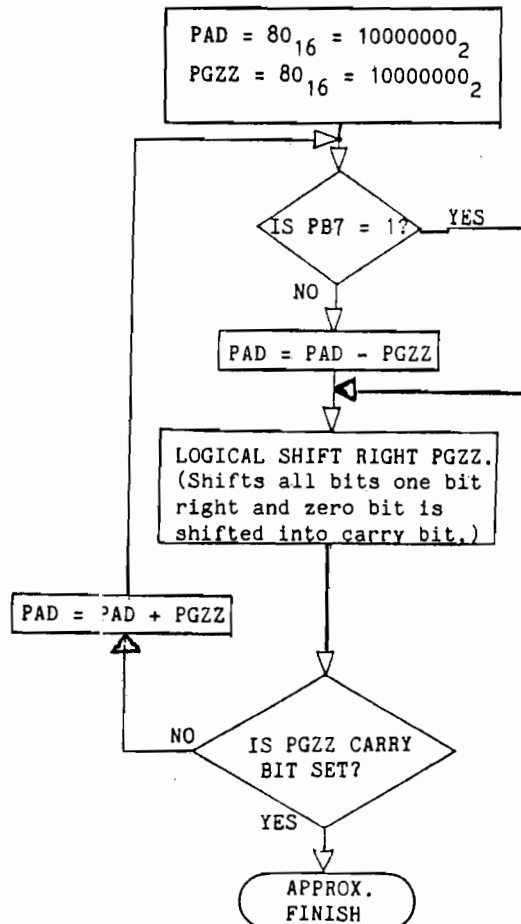 PAD = 80₁₆ = 10000000₂
PGZZ = 80₁₆ = 10000000₂
IS PB7 = 1?
YES
NO
PAD = PAD - PGZZ
LOGICAL SHIFT RIGHT PGZZ.
(Shifts all bits one bit
right and zero bit is
shifted into carry bit.)
PAD = PAD + PGZZ
NO
IS PGZZ CARRY
BIT SET?
YES
APPROX.
FINISH